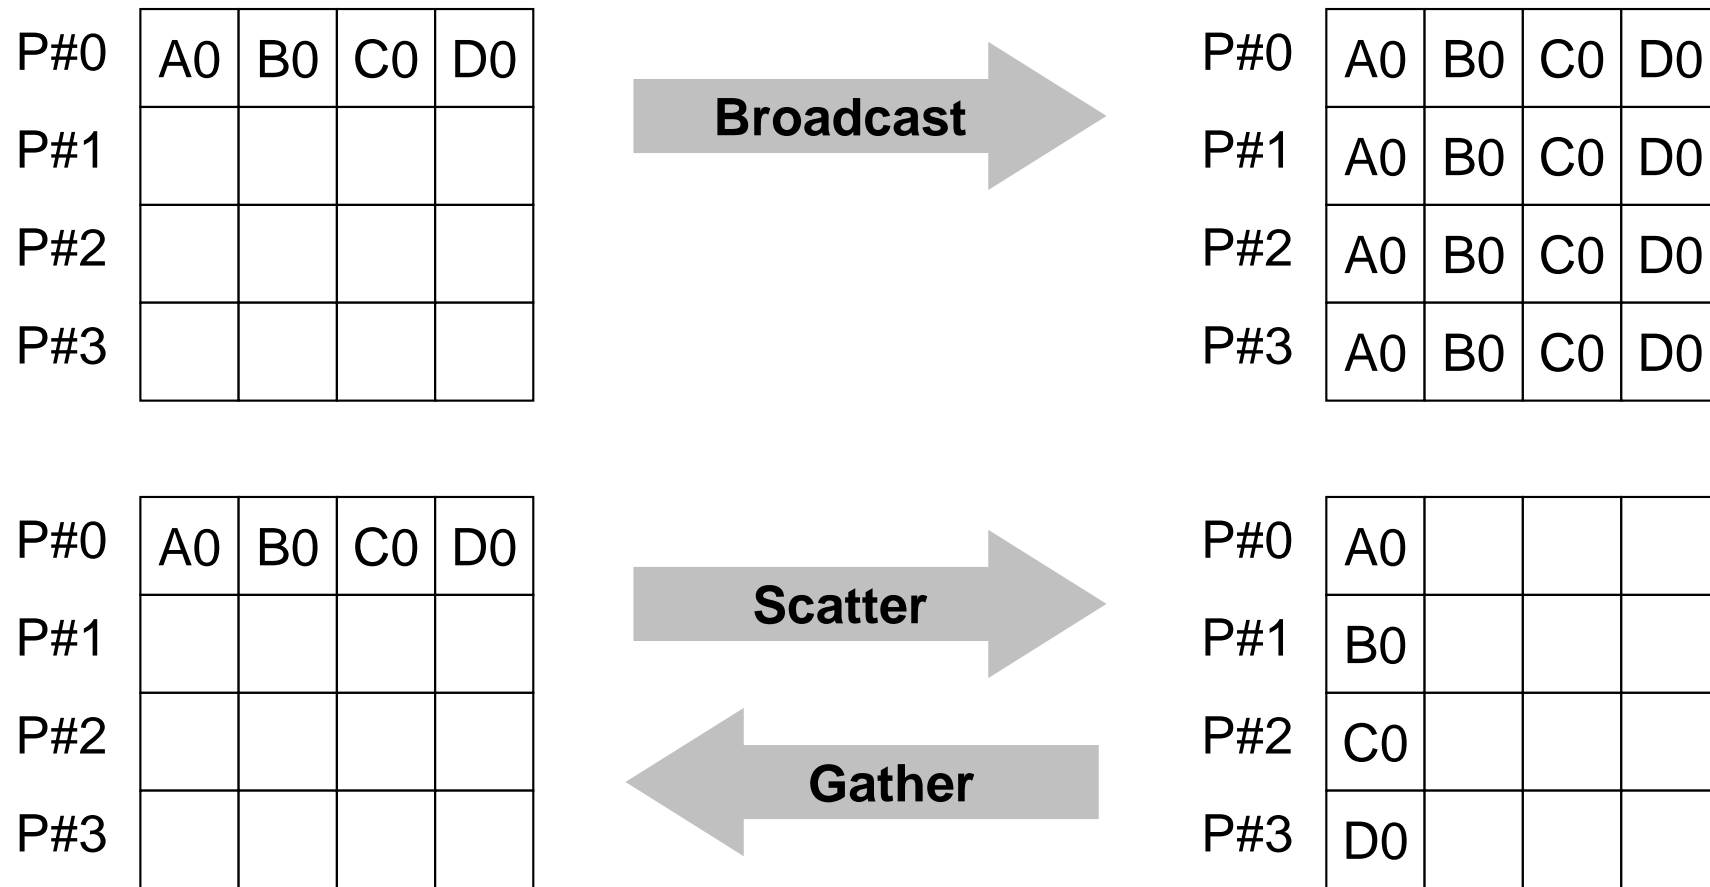 P#0 A0 B0 C0 D0
P#1
P#2
P#3
Broadcast
P#0 A0 B0 C0 D0
P#1 A0 B0 C0 D0
P#2 A0 B0 C0 D0
P#3 A0 B0 C0 D0
P#0 A0 B0 C0 D0
P#1
P#2
P#3
Scatter
Gather
P#0 A0
P#1 B0
P#2 C0
P#3 D0